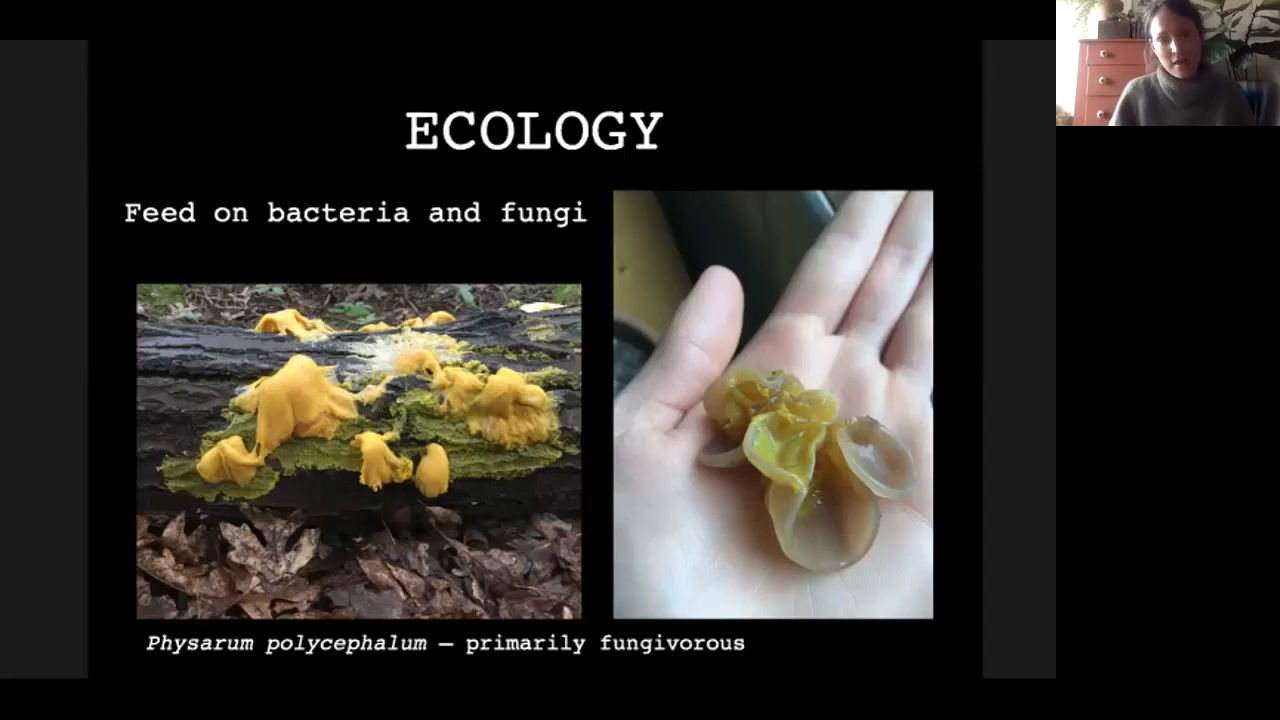 ECOLOGY
Feed on bacteria and fungi
Physarum polycephalum — primarily fungivorous